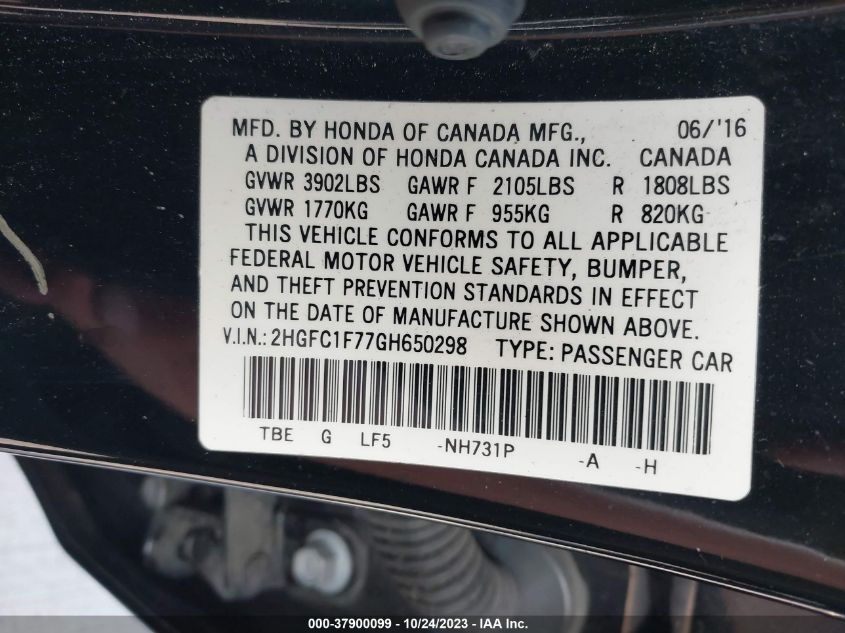 MFD. BY HONDA OF CANADA MFG., 06/'16
A DIVISION OF HONDA CANADA INC. CANADA
GVWR 3902LBS GAWR F 2105LBS R 1808LBS
GVWR 1770KG GAWR F 955KG R 820KG
THIS VEHICLE CONFORMS TO ALL APPLICABLE
FEDERAL MOTOR VEHICLE SAFETY, BUMPER,
AND THEFT PREVENTION STANDARDS IN EFFECT
ON THE DATE OF MANUFACTURE SHOWN ABOVE.
V.I.N.: 2HGFC1F77GH650298 TYPE: PASSENGER CAR
TBE G LF5 -NH731P -A -H
000-37900099 - 10/24/2023 - IAA Inc.